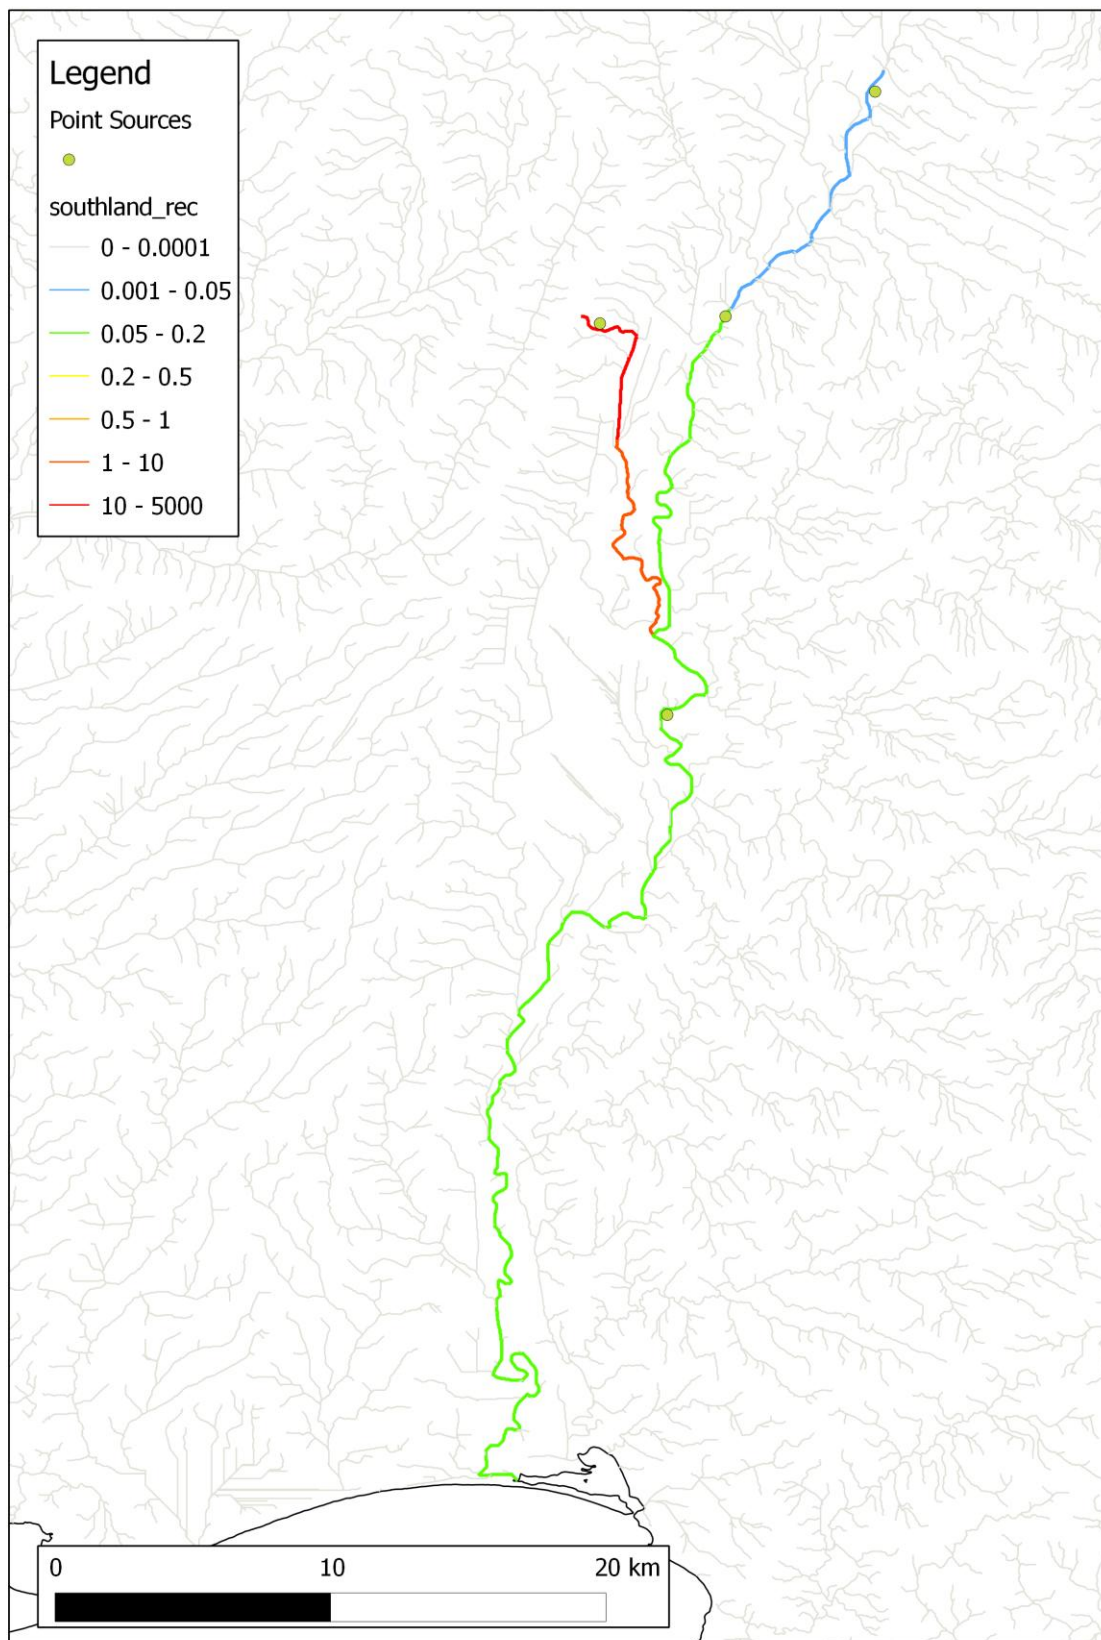 Legend
Point Sources
southland_rec
0 - 0.0001
0.001 - 0.05
0.05 - 0.2
0.2 - 0.5
0.5 - 1
1 - 10
10 - 5000
0 10 20 km